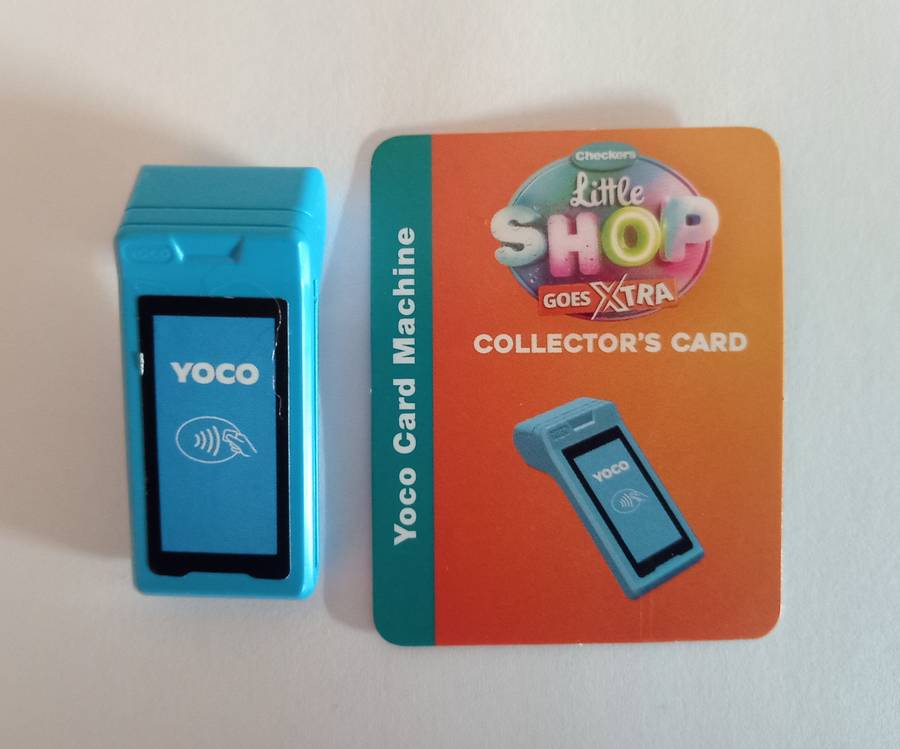 YOCO
Yoco Card Machine
Checkers
Little
SHOP
GOES XTRA
COLLECTOR'S CARD
YOCO